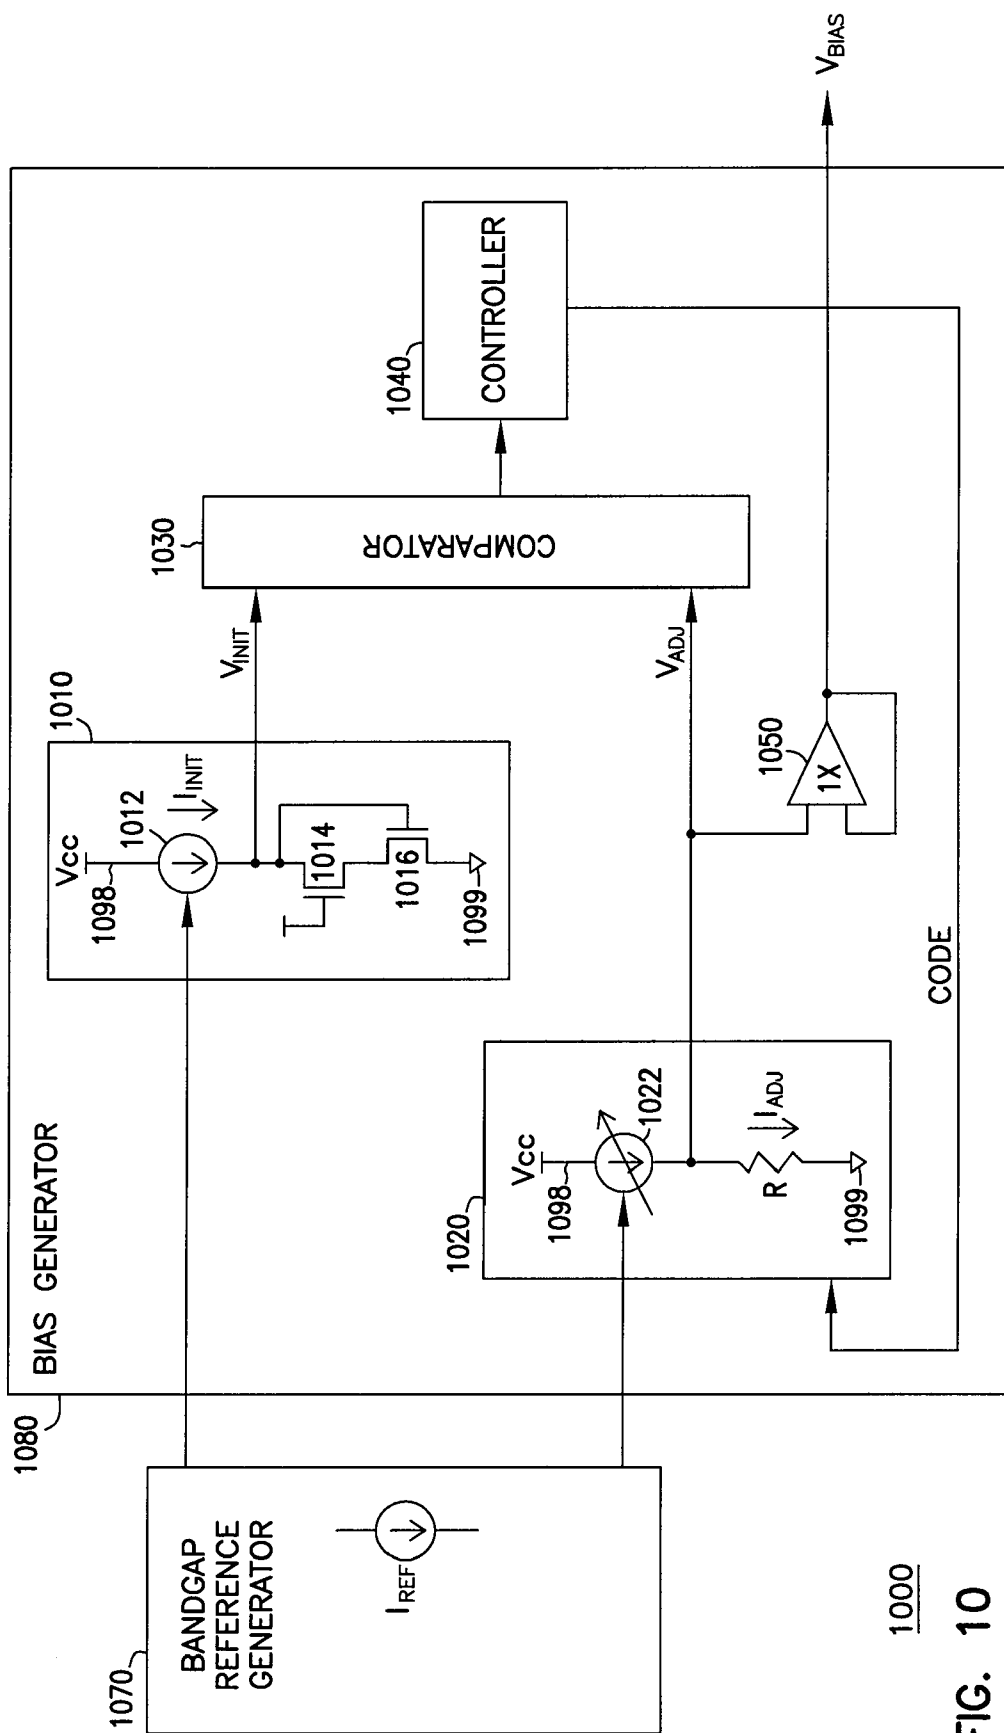 1080
BIAS GENERATOR
1070
BANDGAP
REFERENCE
GENERATOR
IREF
1010
Vcc
1098
1012
IINIT
1014
1016
1099
VINIT
1020
Vcc
1098
1022
IADJ
R
1099
VADJ
1030
COMPARATOR
1040
CONTROLLER
1050
1X
VBIAS
CODE
1000
FIG. 10